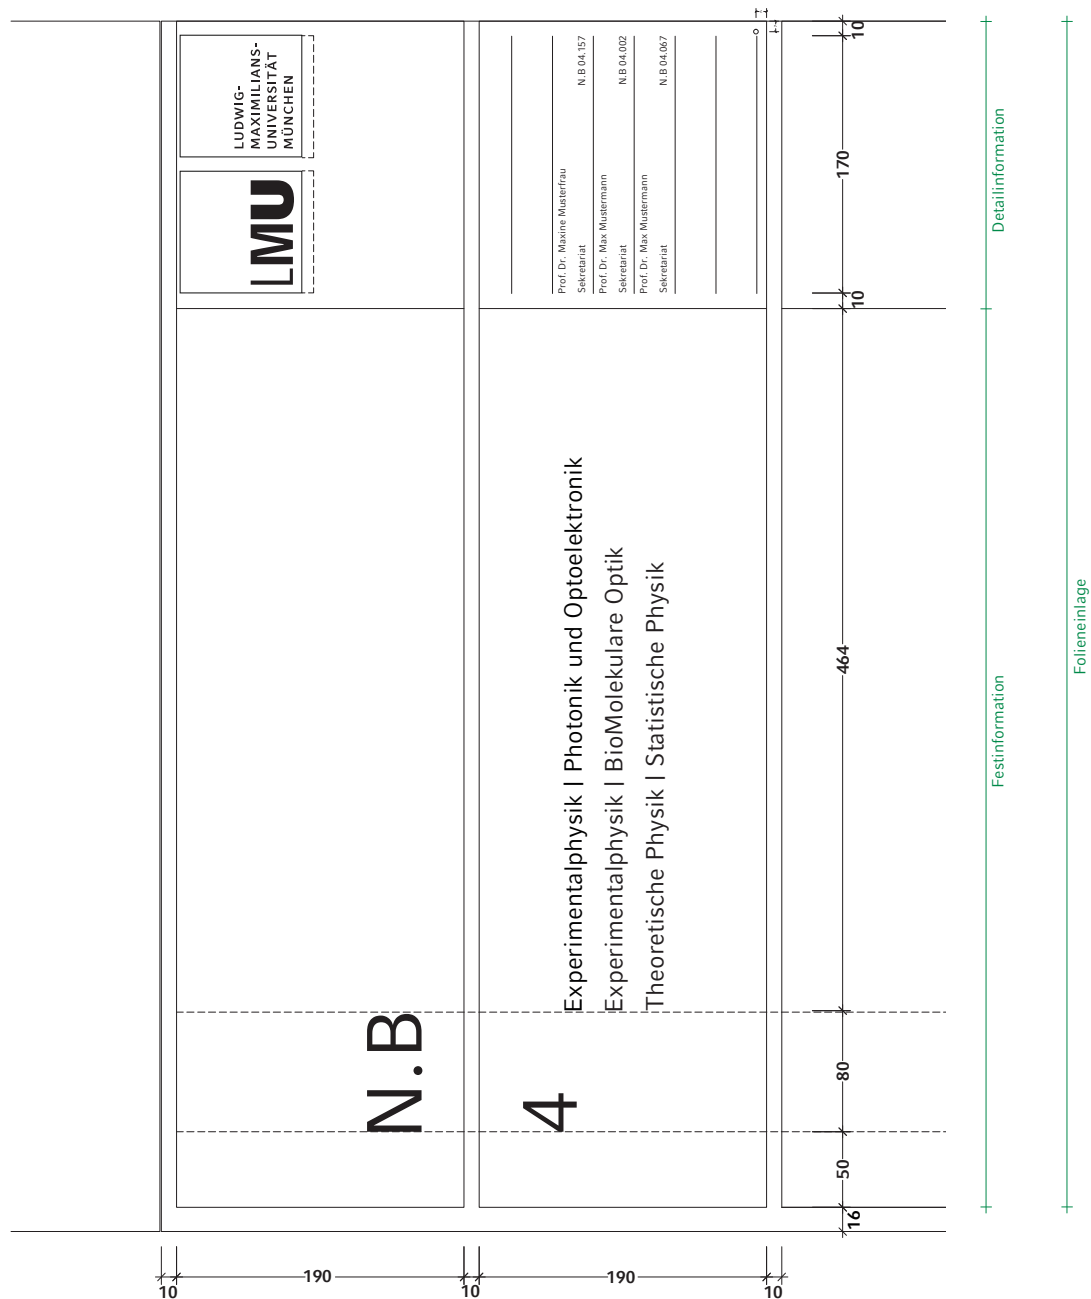 LUDWIG-
MAXIMILIANS-
UNIVERSITÄT
MÜNCHEN
LMU
N.B
Prof. Dr. Maxine Musterfrau
Sekretariat N.B 04.157
Prof. Dr. Max Mustermann
Sekretariat N.B 04.002
Prof. Dr. Max Mustermann
Sekretariat N.B 04.067
4
Experimentalphysik | Photonik und Optoelektronik
Experimentalphysik | BioMolekulare Optik
Theoretische Physik | Statistische Physik
10
170
10
464
80
50
16
10
190
10
190
10
Detailinformation
Festinformation
Folieneinlage